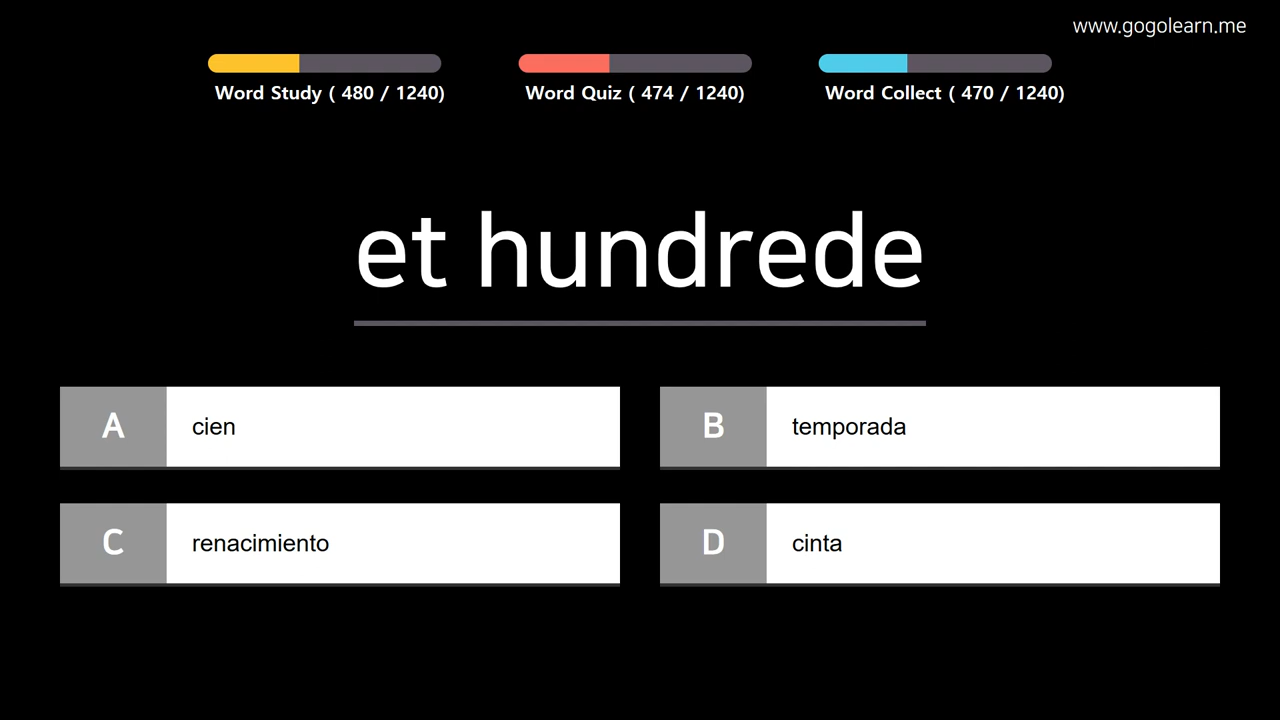 www.gogolearn.me
Word Study ( 480 / 1240)
Word Quiz ( 474 / 1240)
Word Collect ( 470 / 1240)
et hundrede
A cien
B temporada
C renacimiento
D cinta